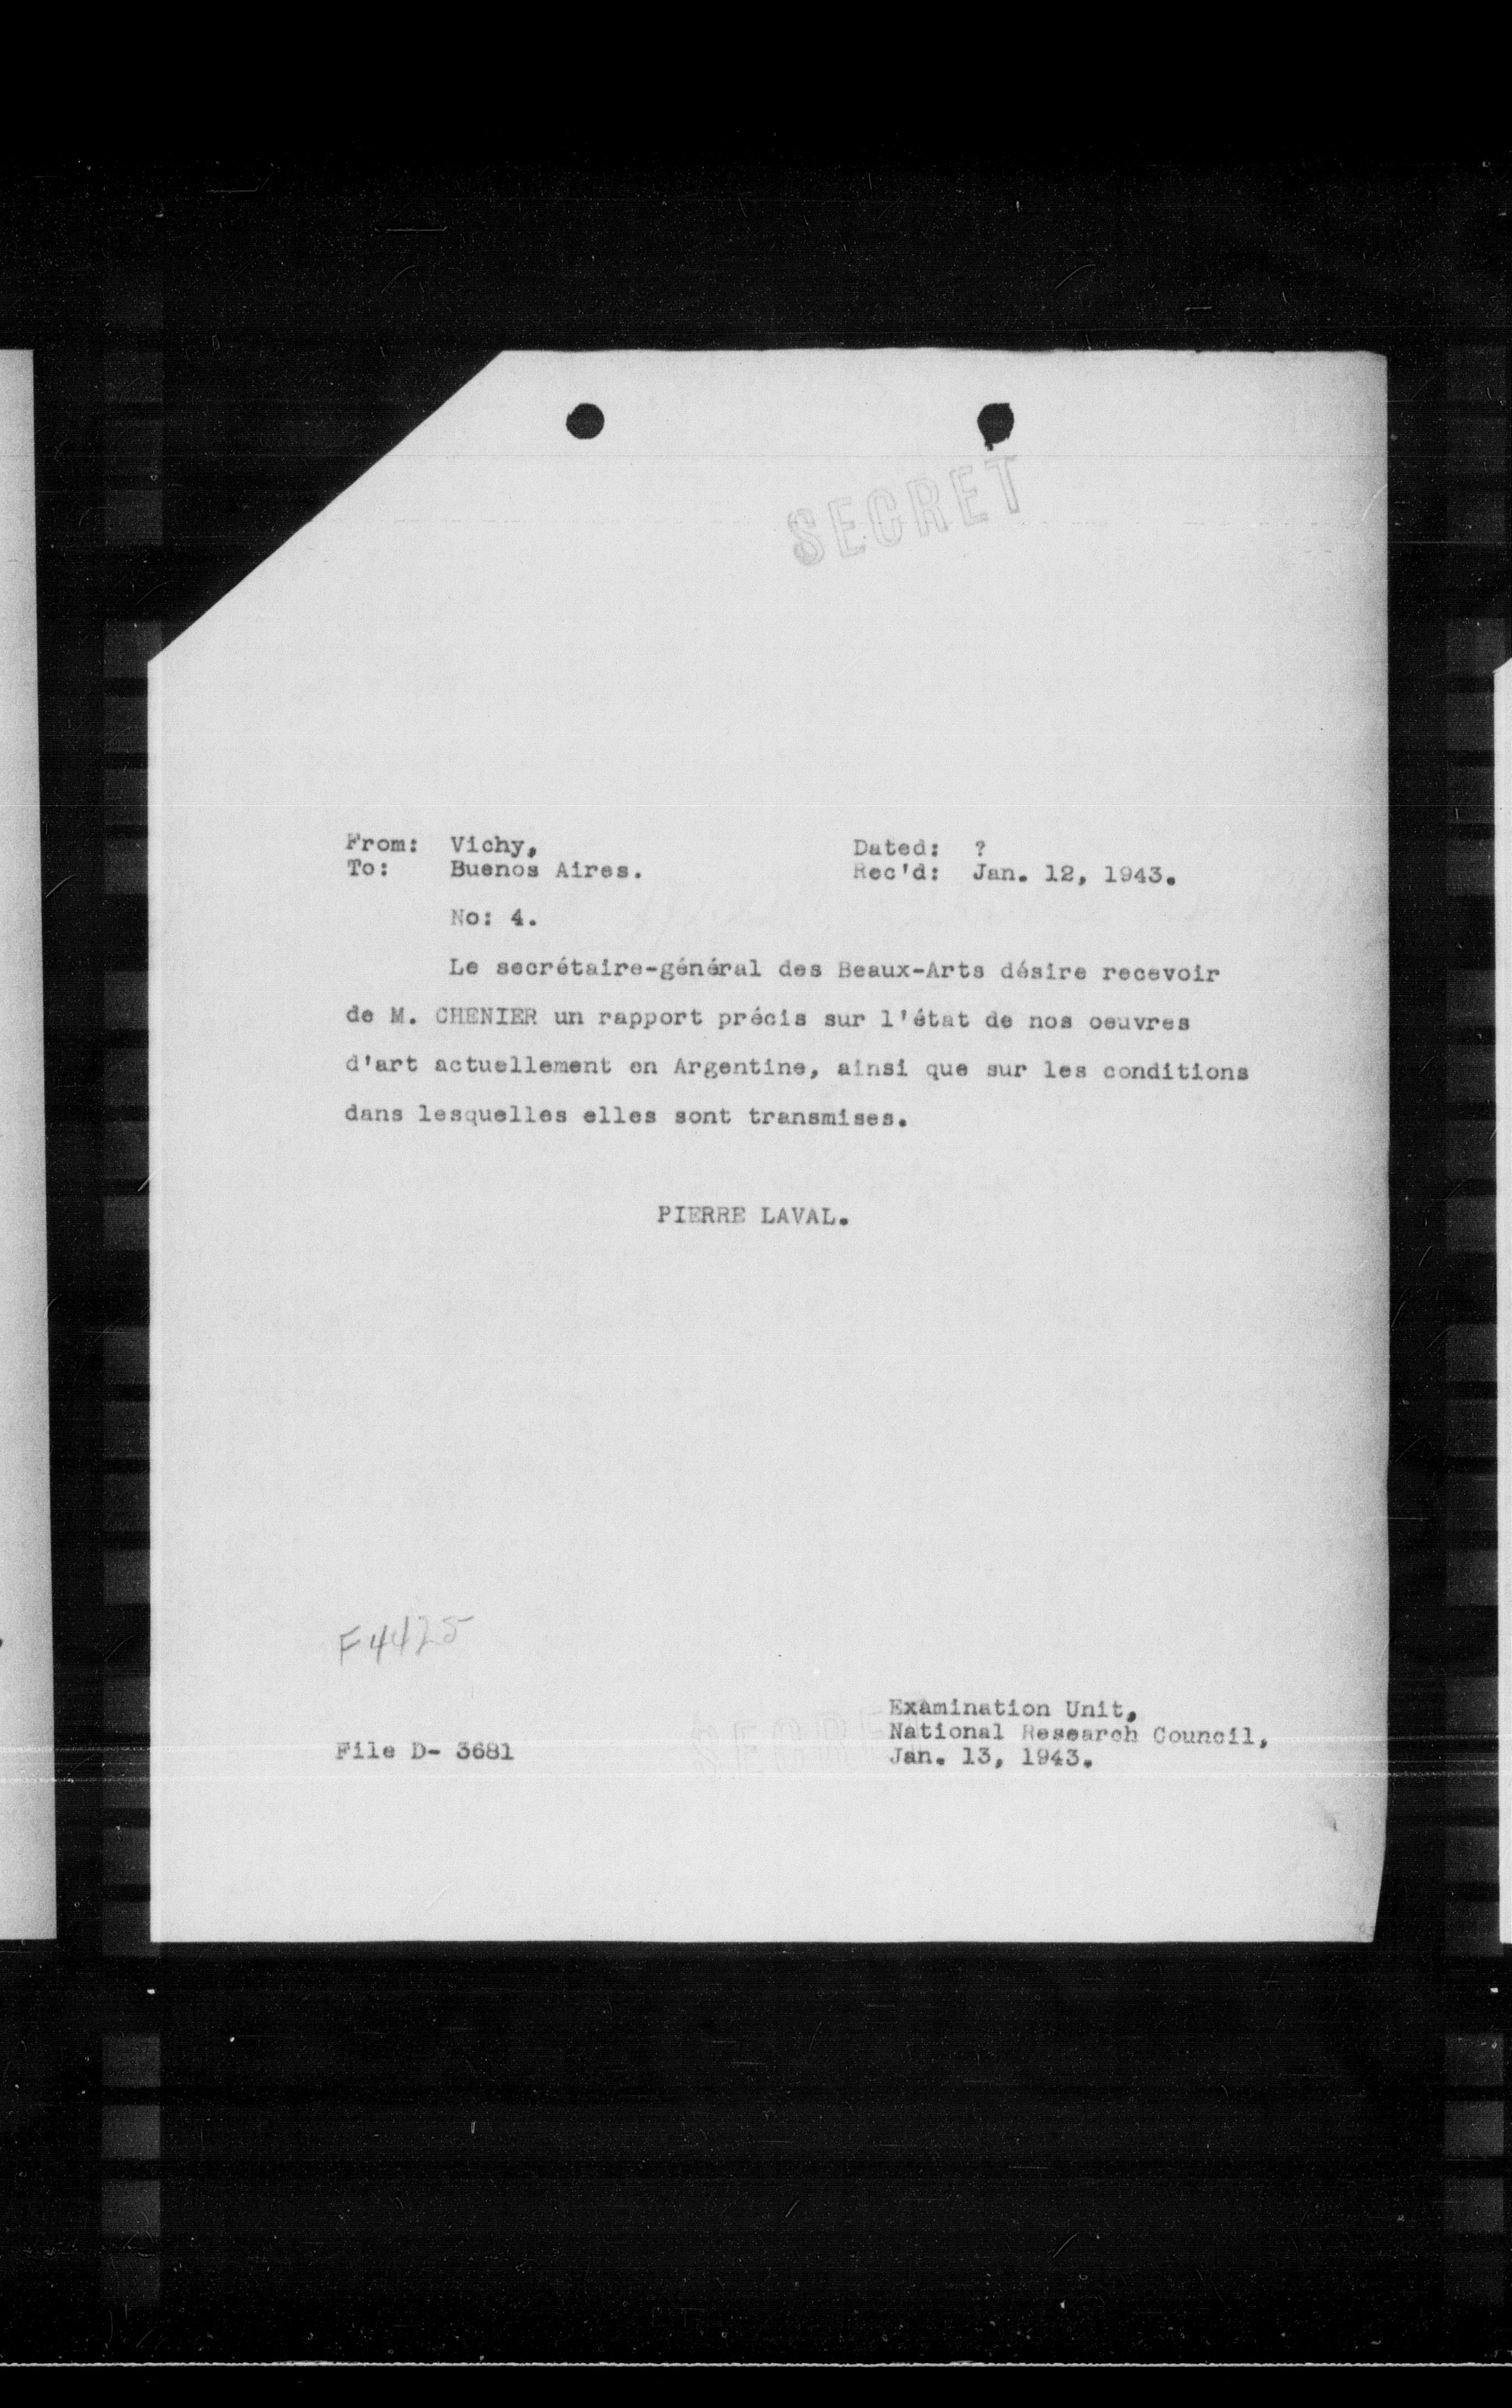 SECRET
From: Vichy,
To: Buenos Aires.
Dated: ?
Rec'd: Jan. 12, 1943.
No: 4.
Le secrétaire-général des Beaux-Arts désire recevoir
de M. CHENIER un rapport précis sur l'état de nos oeuvres
d'art actuellement en Argentine, ainsi que sur les conditions
dans lesquelles elles sont transmises.
PIERRE LAVAL.
F4425
Examination Unit,
National Research Council,
Jan. 13, 1943.
File D- 3681
SECRET